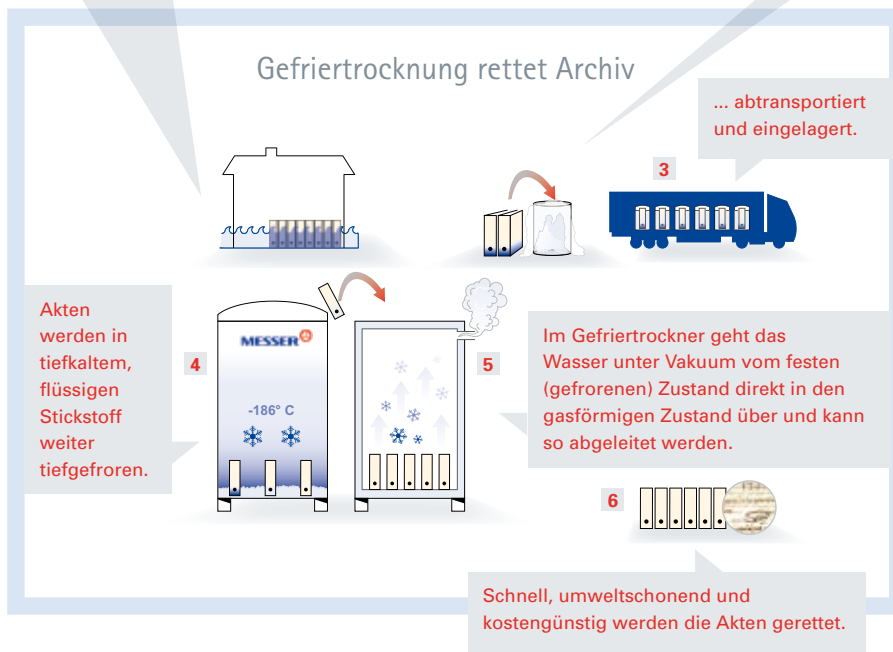 Gefriertrocknung rettet Archiv
... abtransportiert
und eingelagert.
3
Akten
werden in
tiefkaltem,
flüssigen
Stickstoff
weiter
tiefgefroren.
4
MESSER
-186° C
5
Im Gefriertrockner geht das
Wasser unter Vakuum vom festen
(gefrorenen) Zustand direkt in den
gasförmigen Zustand über und kann
so abgeleitet werden.
6
Schnell, umweltschonend und
kostengünstig werden die Akten gerettet.